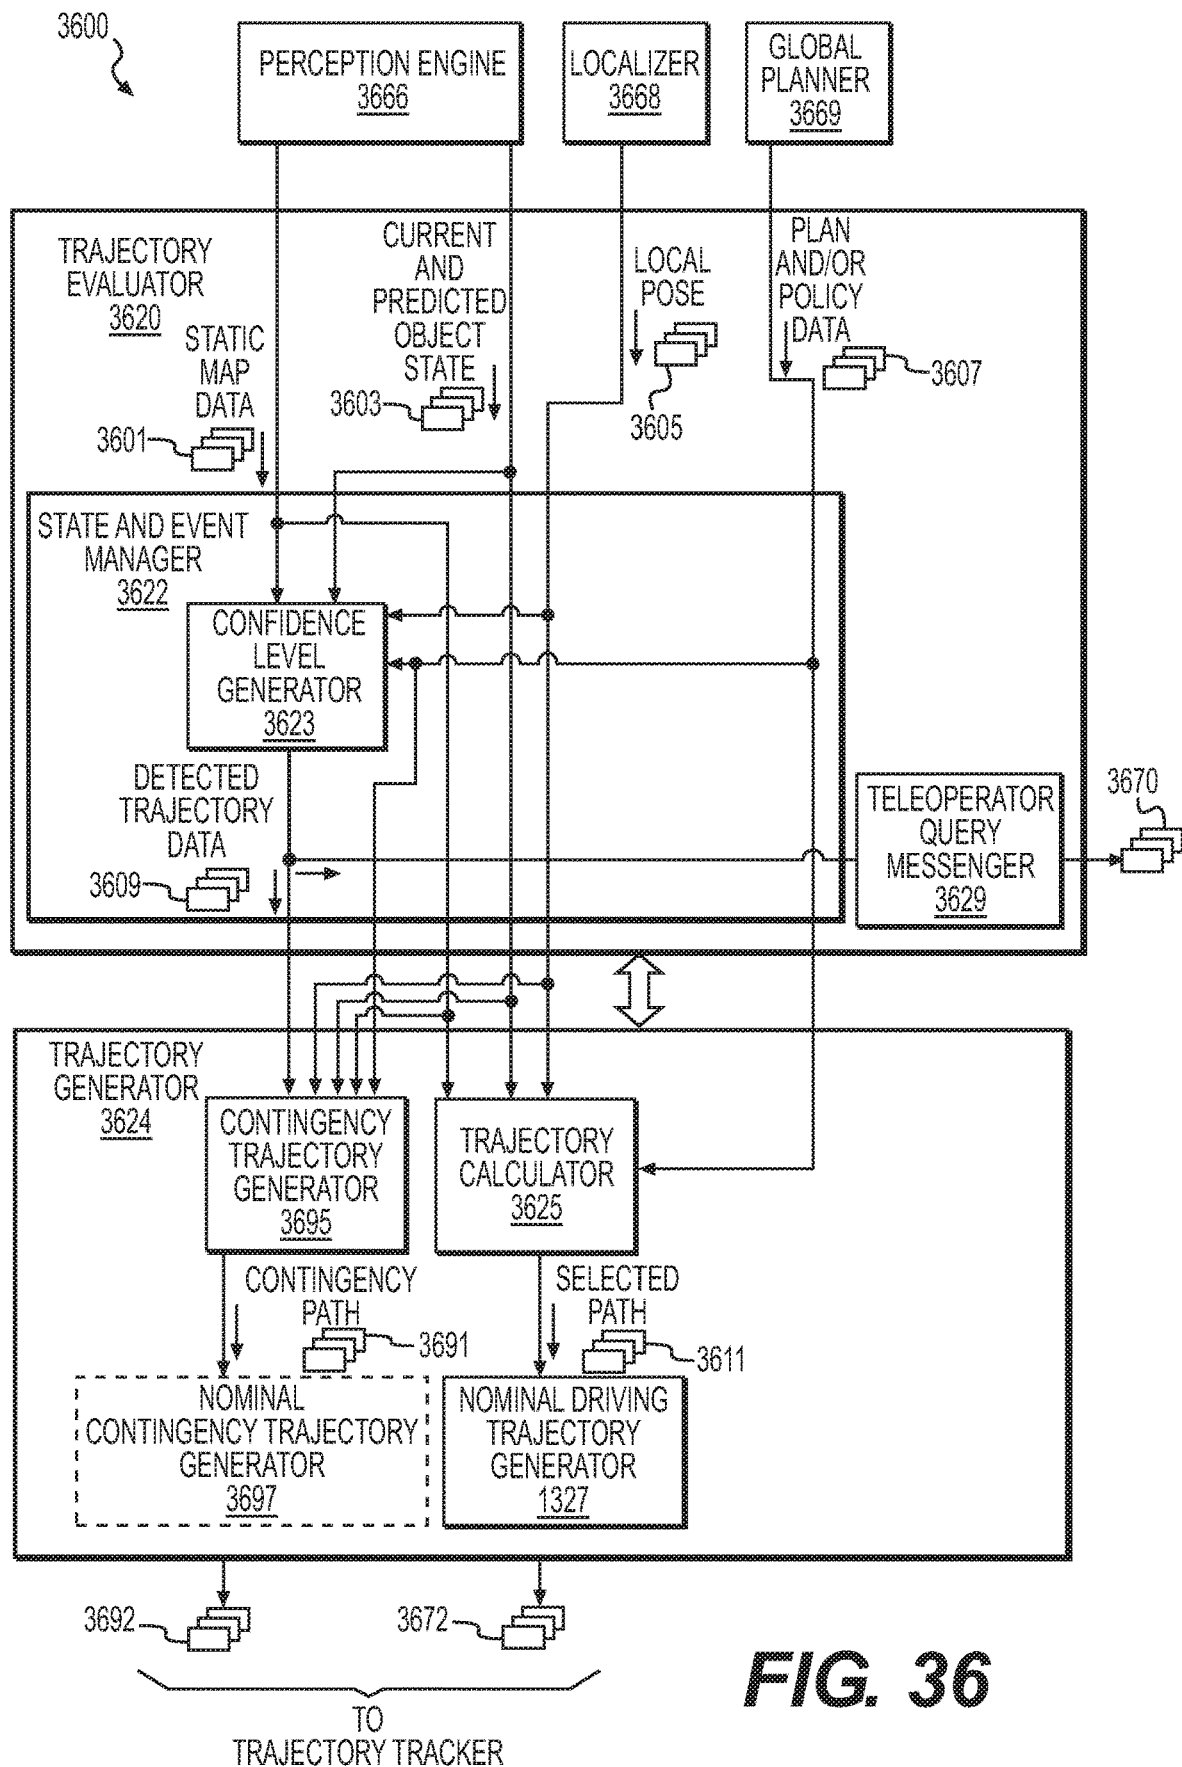 3600
PERCEPTION ENGINE
3666
LOCALIZER
3668
GLOBAL
PLANNER
3669
TRAJECTORY
EVALUATOR
3620
STATIC
MAP
DATA
3601
CURRENT
AND
PREDICTED
OBJECT
STATE
3603
LOCAL
POSE
3605
PLAN
AND/OR
POLICY
DATA
3607
STATE AND EVENT
MANAGER
3622
CONFIDENCE
LEVEL
GENERATOR
3623
DETECTED
TRAJECTORY
DATA
3609
TELEOPERATOR
QUERY
MESSENGER
3629
3670
TRAJECTORY
GENERATOR
3624
CONTINGENCY
TRAJECTORY
GENERATOR
3695
TRAJECTORY
CALCULATOR
3625
CONTINGENCY
PATH
3691
SELECTED
PATH
3611
NOMINAL
CONTINGENCY TRAJECTORY
GENERATOR
3697
NOMINAL DRIVING
TRAJECTORY
GENERATOR
1327
3692
3672
TO
TRAJECTORY TRACKER
FIG. 36